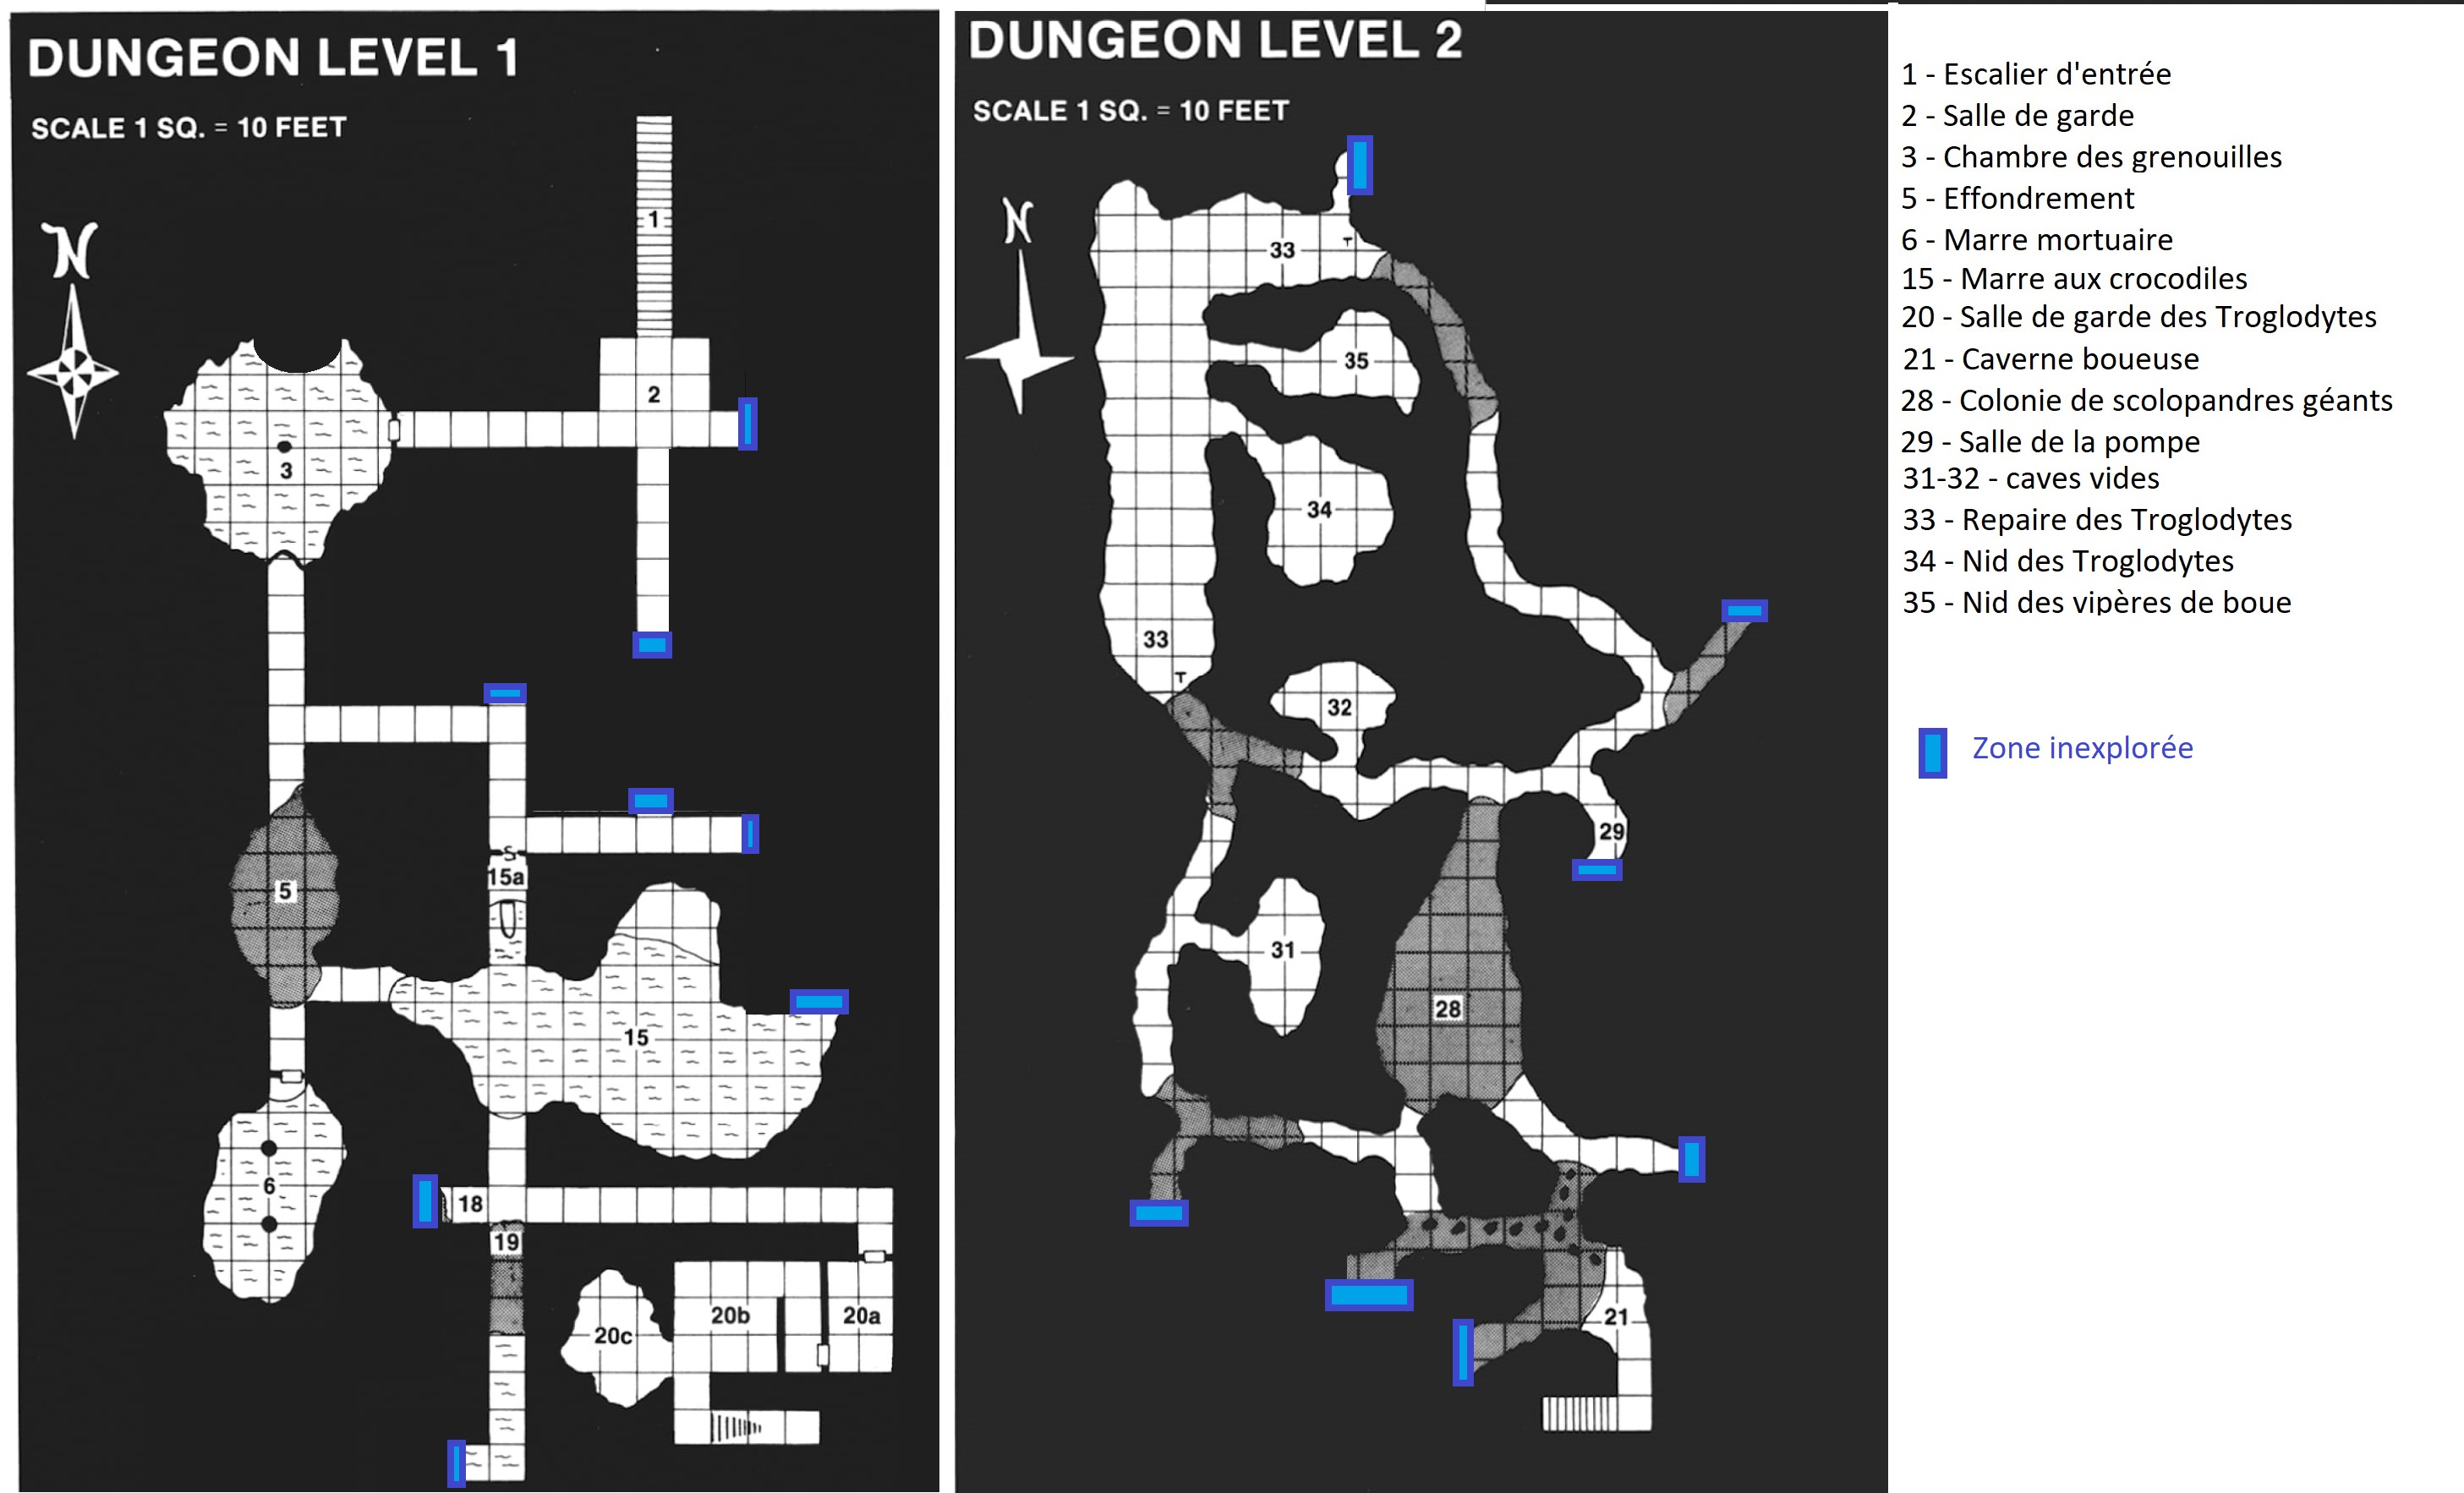 DUNGEON LEVEL 1
SCALE 1 SQ. = 10 FEET
N
1
2
3
5
15a
15
6
18
19
20c
20b
20a
DUNGEON LEVEL 2
SCALE 1 SQ. = 10 FEET
N
33
T
35
34
33
T
32
29
31
28
21
1 - Escalier d'entrée
2 - Salle de garde
3 - Chambre des grenouilles
5 - Effondrement
6 - Marre mortuaire
15 - Marre aux crocodiles
20 - Salle de garde des Troglodytes
21 - Caverne boueuse
28 - Colonie de scolopandres géants
29 - Salle de la pompe
31-32 - caves vides
33 - Repaire des Troglodytes
34 - Nid des Troglodytes
35 - Nid des vipères de boue
Zone inexplorée